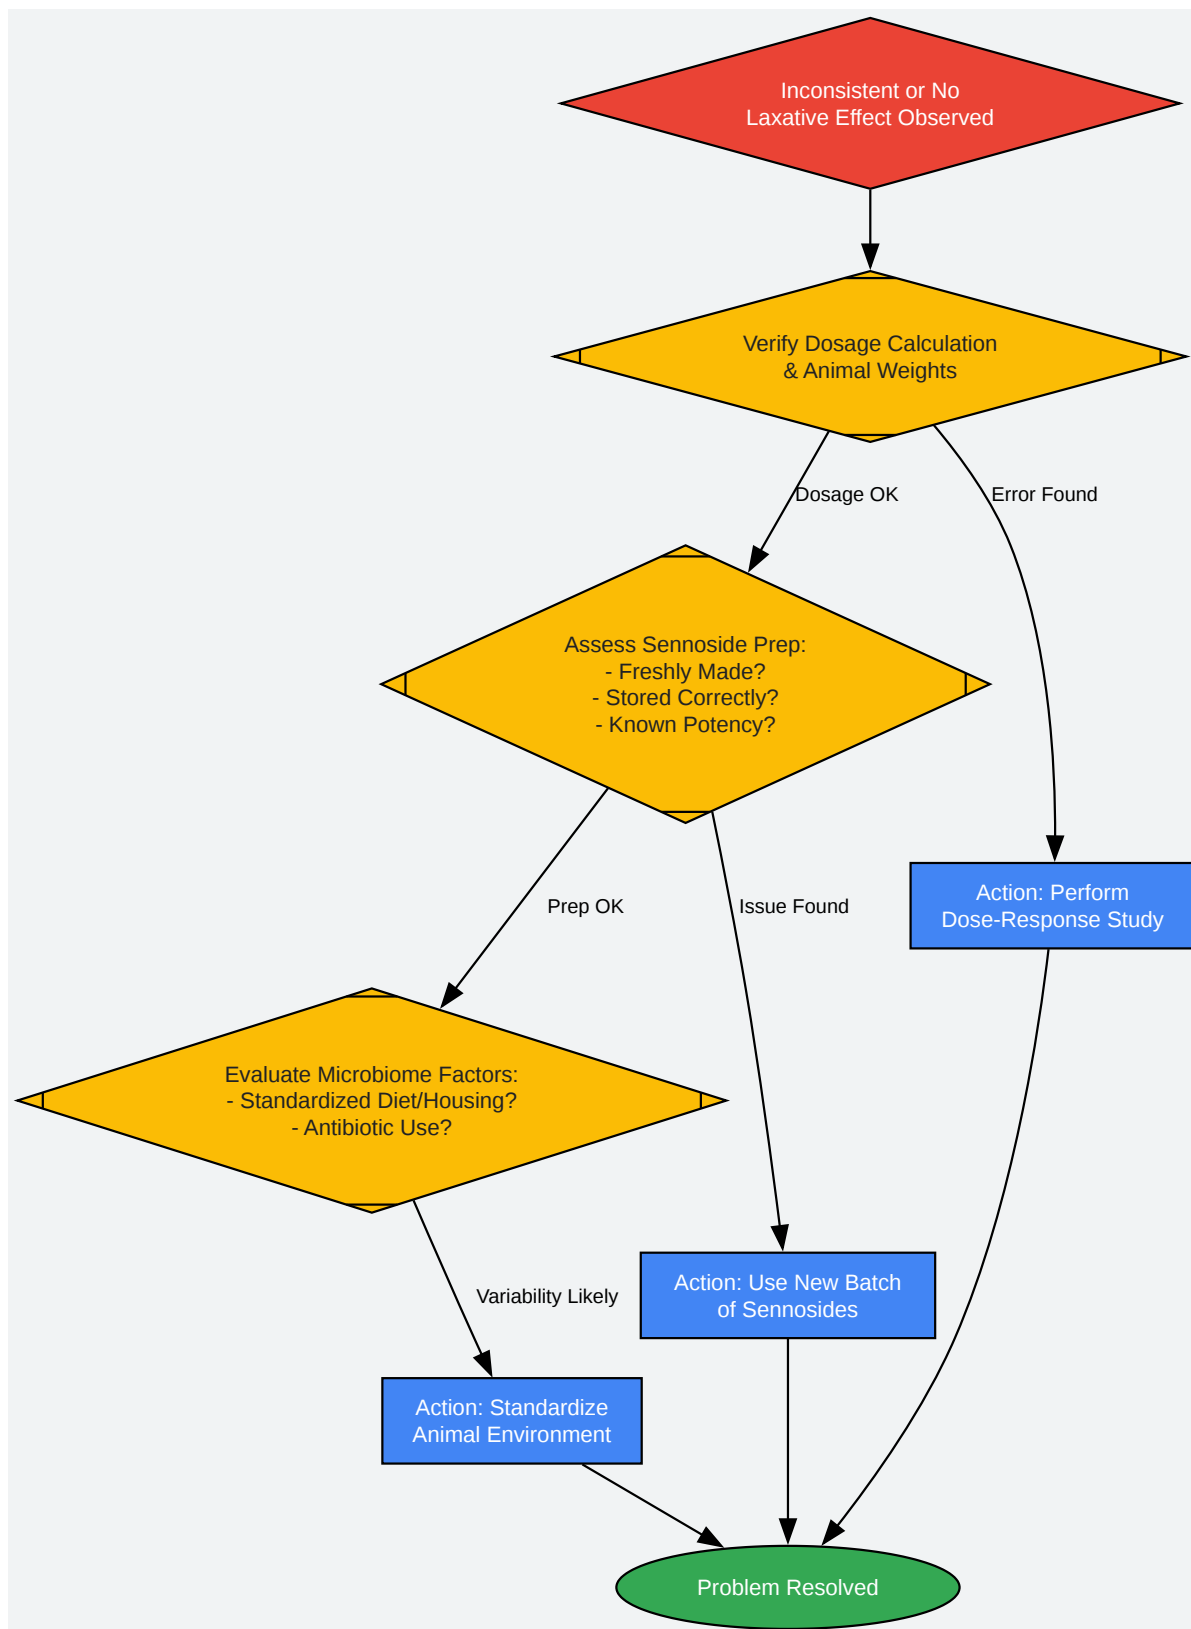 Inconsistent or No
Laxative Effect Observed
Verify Dosage Calculation
& Animal Weights
Dosage OK
Error Found
Assess Sennoside Prep:
- Freshly Made?
- Stored Correctly?
- Known Potency?
Action: Perform
Dose-Response Study
Prep OK
Issue Found
Evaluate Microbiome Factors:
- Standardized Diet/Housing?
- Antibiotic Use?
Action: Use New Batch
of Sennosides
Variability Likely
Action: Standardize
Animal Environment
Problem Resolved